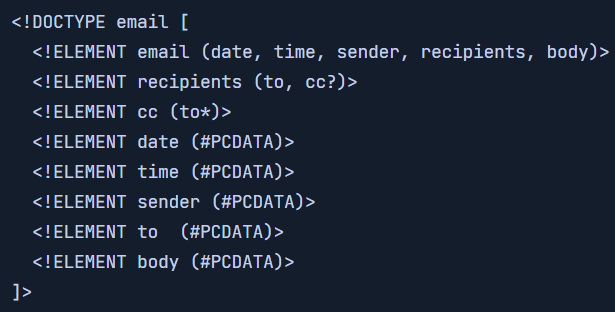 <!DOCTYPE email [
  <!ELEMENT email (date, time, sender, recipients, body)>
  <!ELEMENT recipients (to, cc?)>
  <!ELEMENT cc (to*)>
  <!ELEMENT date (#PCDATA)>
  <!ELEMENT time (#PCDATA)>
  <!ELEMENT sender (#PCDATA)>
  <!ELEMENT to  (#PCDATA)>
  <!ELEMENT body (#PCDATA)>
]>